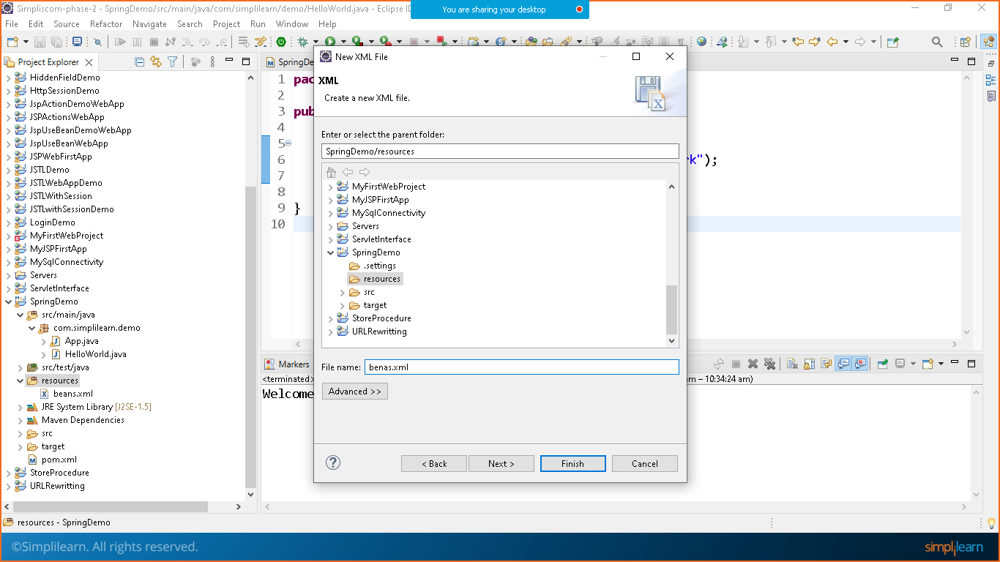 Simpliscom-phase-2 - SpringDemo/src/main/java/com/simplilearn/demo/HelloWorld.java - Eclipse ID
You are sharing your desktop
File Edit Source Refactor Navigate Search Project Run Window Help
Project Explorer
HiddenFieldDemo
HttpSessionDemo
JspActionDemoWebApp
JSPActionsWebApp
JspUseBeanDemoWebApp
JspUseBeanWebApp
JSPWebFirstApp
JSTLDemo
JSTLWebAppDemo
JSTLWithSession
JSTLwithSessionDemo
LoginDemo
MyFirstWebProject
MyJSPFirstApp
MySqlConnectivity
Servers
ServletInterface
SpringDemo
src/main/java
com.simplilearn.demo
App.java
HelloWorld.java
src/test/java
resources
beans.xml
JRE System Library [J2SE-1.5]
Maven Dependencies
src
target
pom.xml
StoreProcedure
URLRewritting
SpringDe
1 pac
2
3 pub
4
5
6 rk");
7
8
9 }
10
New XML File
XML
Create a new XML file.
Enter or select the parent folder:
SpringDemo/resources
MyFirstWebProject
MyJSPFirstApp
MySqlConnectivity
Servers
ServletInterface
SpringDemo
.settings
resources
src
target
StoreProcedure
URLRewritting
File name: benas.xml
Advanced >>
< Back Next > Finish Cancel
Markers
<terminated> am – 10:34:24 am)
Welcome
resources - SpringDemo
©Simplilearn. All rights reserved.
simplilearn